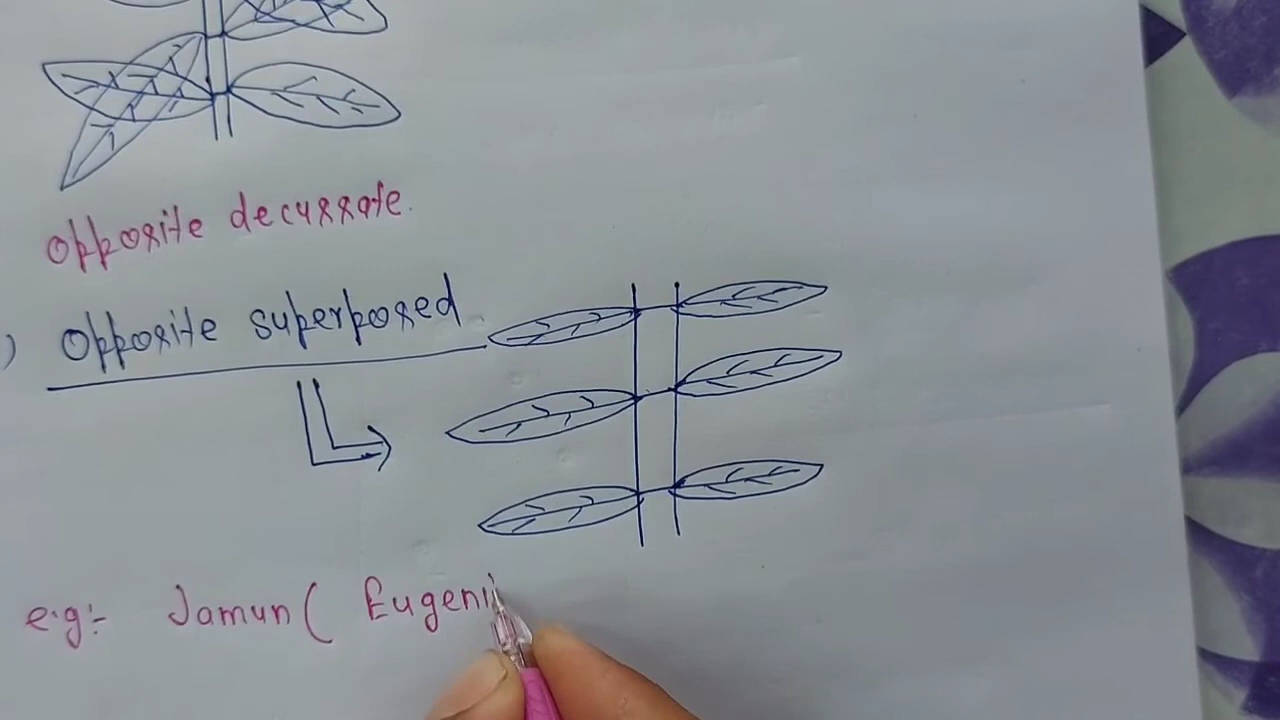 opposite decussate.
) Opposite superposed
e.g:- Jamun ( Eugeni